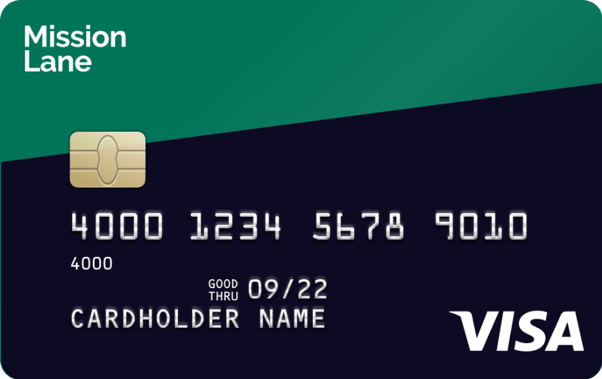 Mission
Lane
4000 1234 5678 9010
4000
GOOD
THRU 09/22
CARDHOLDER NAME
VISA